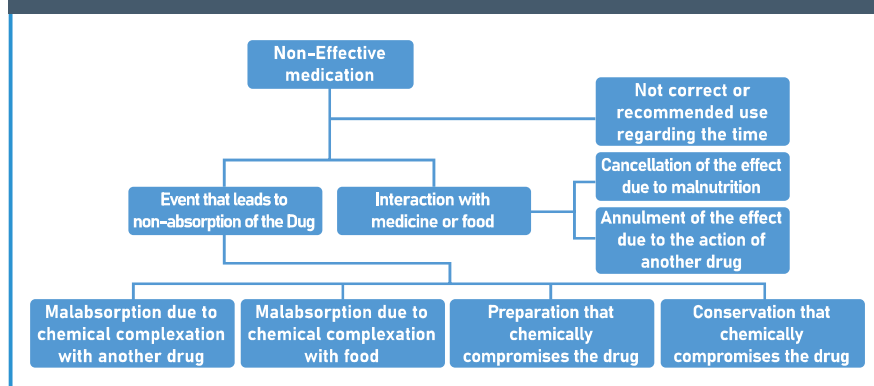 Non-Effective
medication
Not correct or
recommended use
regarding the time
Cancellation of the effect
due to malnutrition
Event that leads to
non-absorption of the Dug
Interaction with
medicine or food
Annulment of the effect
due to the action of
another drug
Malabsorption due to
chemical complexation
with another drug
Malabsorption due to
chemical complexation
with food
Preparation that
chemically
compromises the drug
Conservation that
chemically
compromises the drug